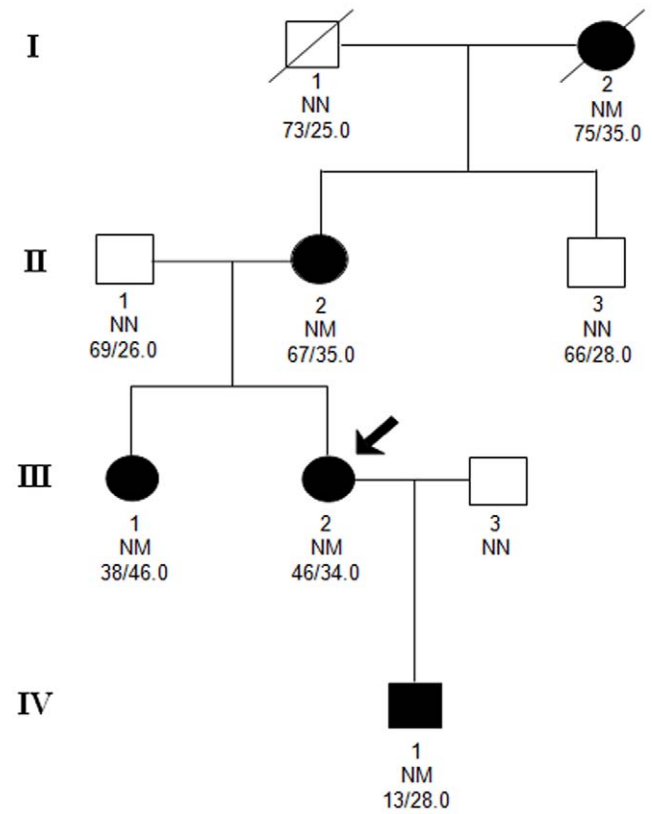 I
1
NN
73/25.0
2
NM
75/35.0
II
1
NN
69/26.0
2
NM
67/35.0
3
NN
66/28.0
III
1
NM
38/46.0
2
NM
46/34.0
3
NN
IV
1
NM
13/28.0